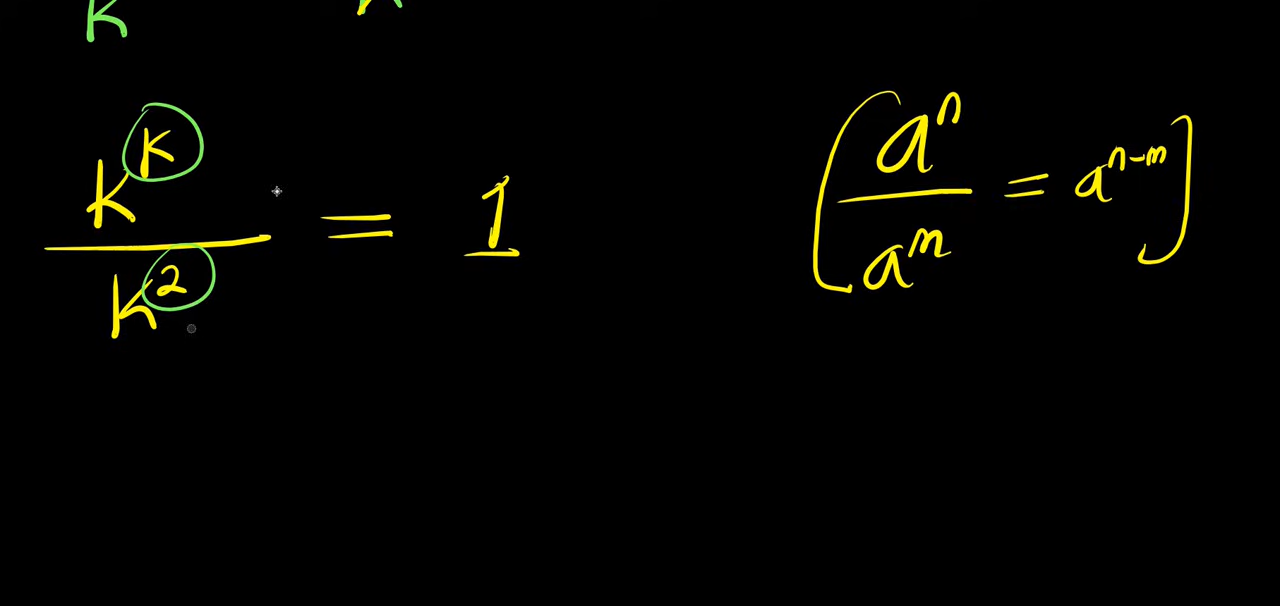 K
K^K / K^2 = 1
( a^n / a^m = a^{n-m} ]